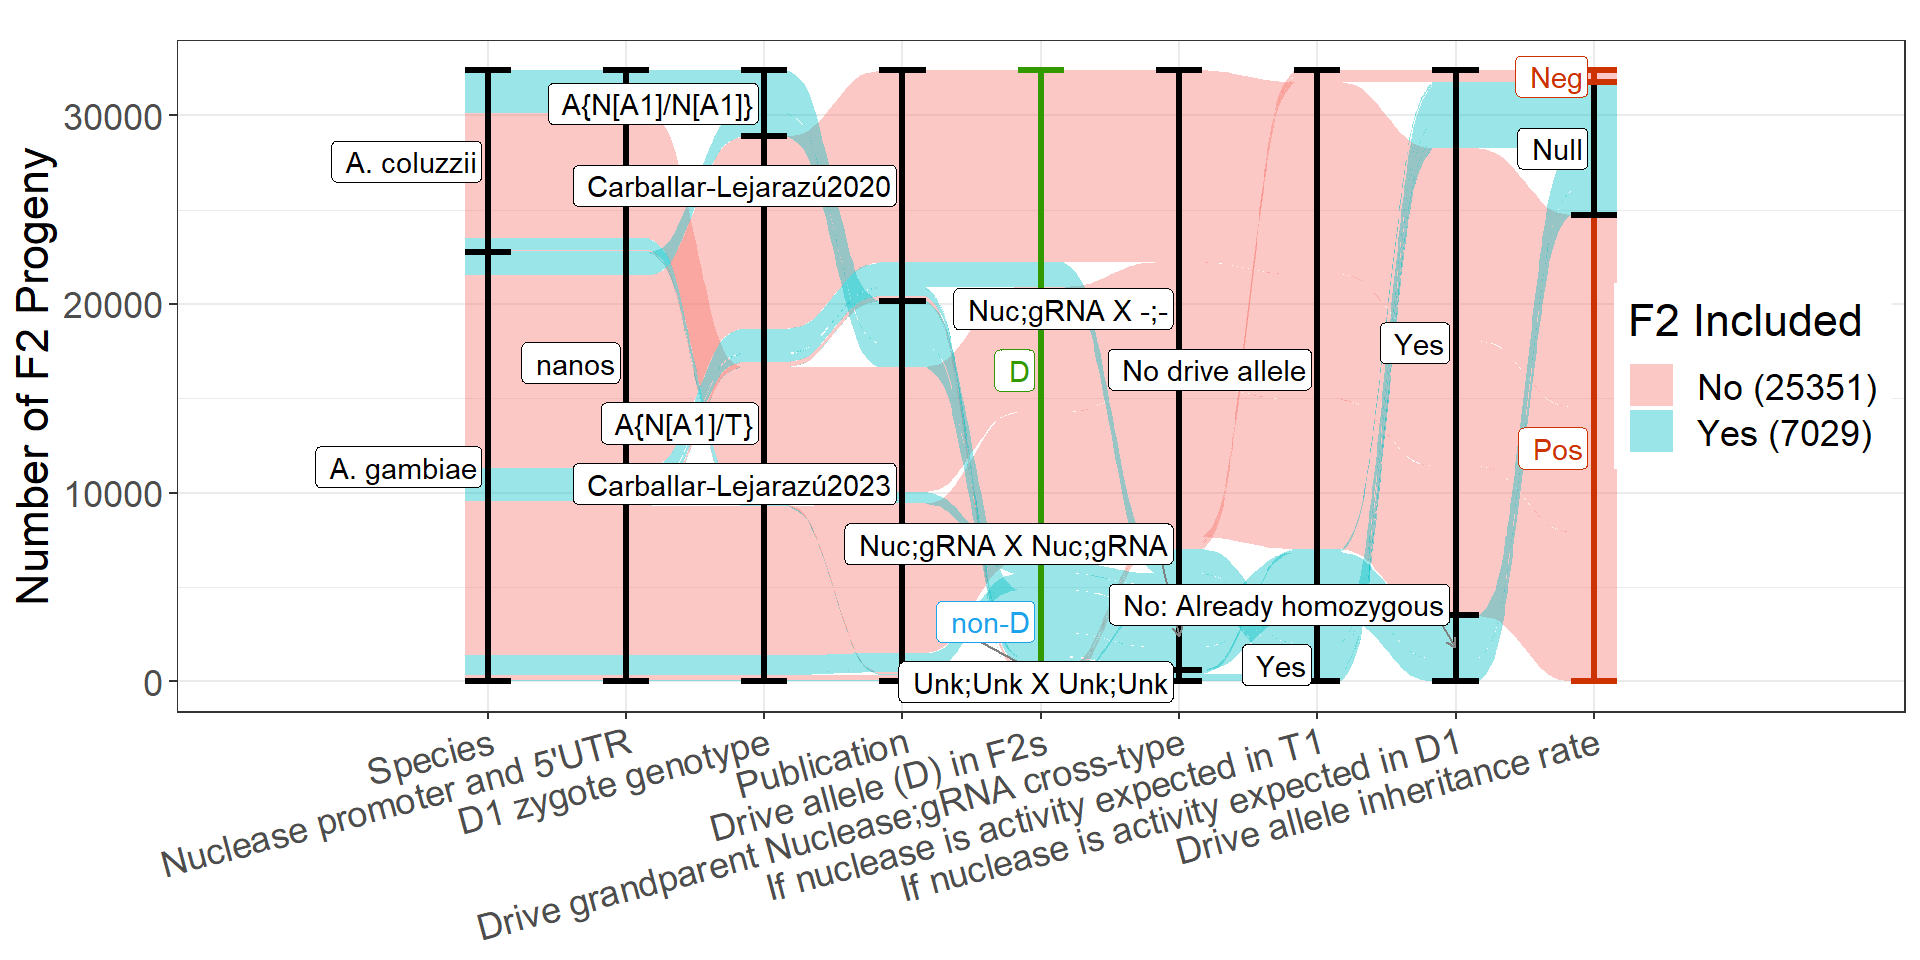 Number of F2 Progeny
30000
20000
10000
0
A. coluzzii
A. gambiae
nanos
A{N[A1]/N[A1]}
A{N[A1]/T}
Carballar-Lejarazú2020
Carballar-Lejarazú2023
D
non-D
Nuc;gRNA X -;-
Nuc;gRNA X Nuc;gRNA
Unk;Unk X Unk;Unk
No drive allele
Yes
Yes
No: Already homozygous
Neg
Null
Pos
F2 Included
No (25351)
Yes (7029)
Species
Nuclease promoter and 5'UTR
D1 zygote genotype
Publication
Drive allele (D) in F2s
Drive grandparent Nuclease;gRNA cross-type
If nuclease is activity expected in T1
If nuclease is activity expected in D1
Drive allele inheritance rate